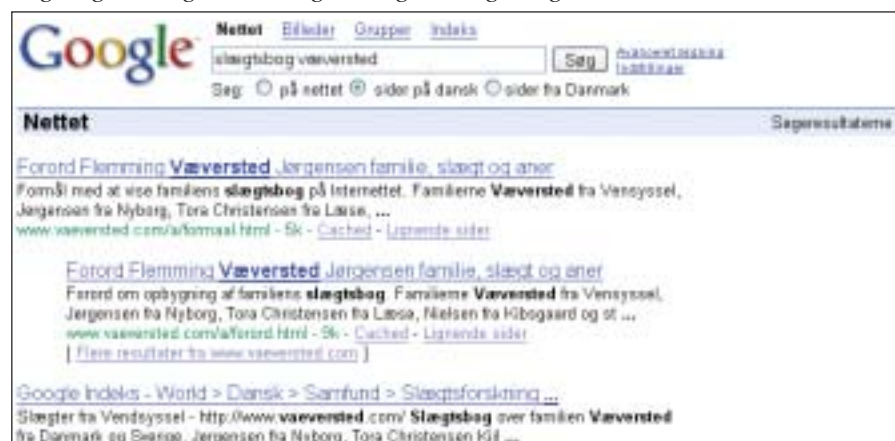 Google
Nettet Billeder Grupper Indeks
slægtsbog væversted Søg Avanceret søgning
Indstillinger
Søg: på nettet sider på dansk sider fra Danmark
Nettet Søgeresultaterne
Forord Flemming Væversted Jørgensen familie, slægt og aner
Formål med at vise familiens slægtsbog på Internettet. Familierne Væversted fra Vensyssel,
Jørgensen fra Nyborg, Tora Christensen fra Læsø, ...
www.vaeversted.com/a/formaal.html - 5k - Cached - Lignende sider
Forord Flemming Væversted Jørgensen familie, slægt og aner
Forord om opbygning af familiens slægtsbog. Familierne Væversted fra Vensyssel,
Jørgensen fra Nyborg, Tora Christensen fra Læsø, Nielsen fra Kibsgaard og st ...
www.vaeversted.com/a/forord.html - 9k - Cached - Lignende sider
[ Flere resultater fra www.vaeversted.com ]
Google Indeks - World > Dansk > Samfund > Slægtsforskning ...
Slægter fra Vendsyssel - http://www.vaeversted.com/ Slægtsbog over familien Væversted
fra Danmark og Sverige, Jørgensen fra Nyborg, Tora Christensen Kjil ...